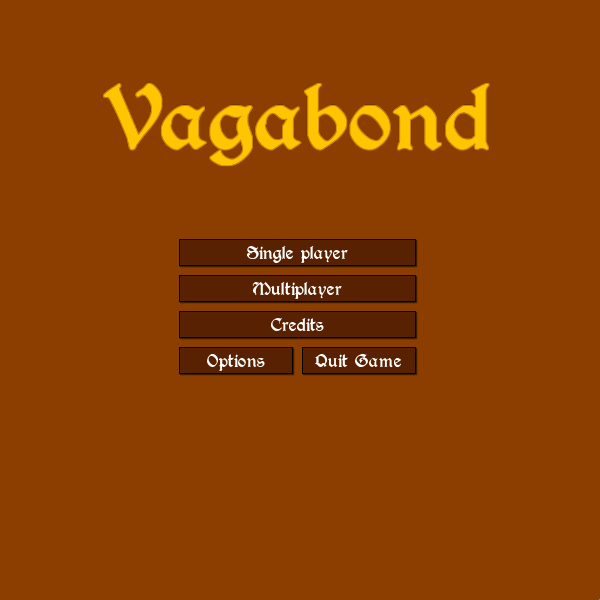 Vagabond
Single player
Multiplayer
Credits
Options Quit Game